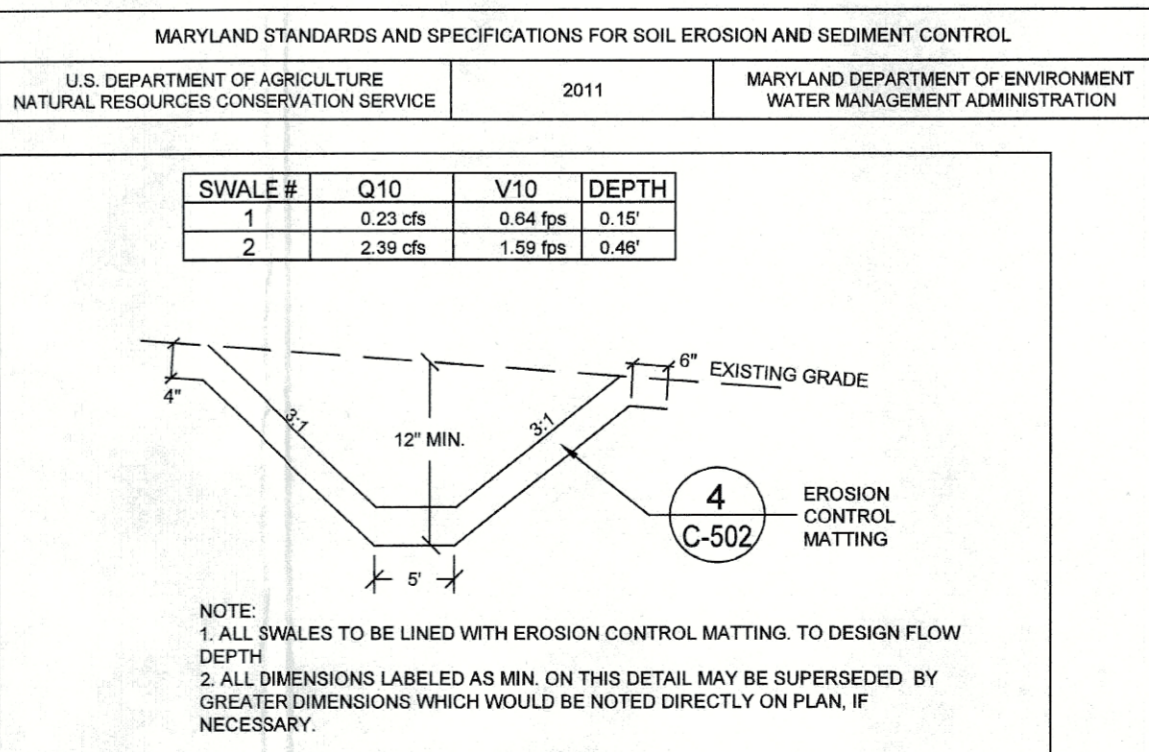 MARYLAND STANDARDS AND SPECIFICATIONS FOR SOIL EROSION AND SEDIMENT CONTROL
U.S. DEPARTMENT OF AGRICULTURE
NATURAL RESOURCES CONSERVATION SERVICE
2011
MARYLAND DEPARTMENT OF ENVIRONMENT
WATER MANAGEMENT ADMINISTRATION
SWALE # Q10 V10 DEPTH
1 0.23 cfs 0.64 fps 0.15'
2 2.39 cfs 1.59 fps 0.46'
6" EXISTING GRADE
4"
3:1
12" MIN.
3:1
4
C-502
EROSION
CONTROL
MATTING
5'
NOTE:
1. ALL SWALES TO BE LINED WITH EROSION CONTROL MATTING. TO DESIGN FLOW
DEPTH
2. ALL DIMENSIONS LABELED AS MIN. ON THIS DETAIL MAY BE SUPERSEDED BY
GREATER DIMENSIONS WHICH WOULD BE NOTED DIRECTLY ON PLAN, IF
NECESSARY.